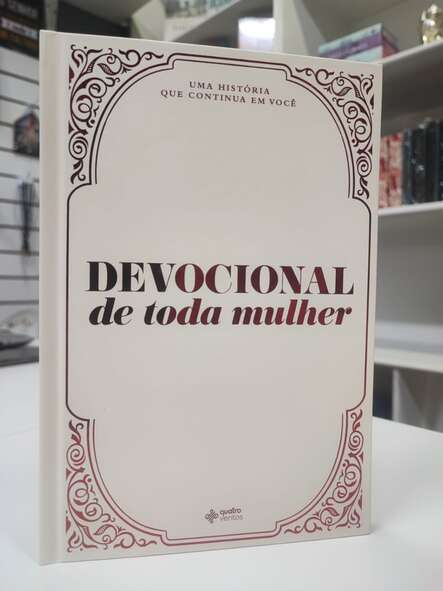 UMA HISTÓRIA
QUE CONTINUA EM VOCÊ
DEVOCIONAL
de toda mulher
quatro
ventos